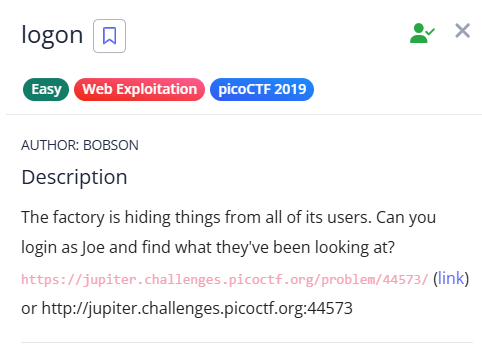 logon
Easy Web Exploitation picoCTF 2019
AUTHOR: BOBSON
Description
The factory is hiding things from all of its users. Can you
login as Joe and find what they've been looking at?
https://jupiter.challenges.picoctf.org/problem/44573/ (link)
or http://jupiter.challenges.picoctf.org:44573